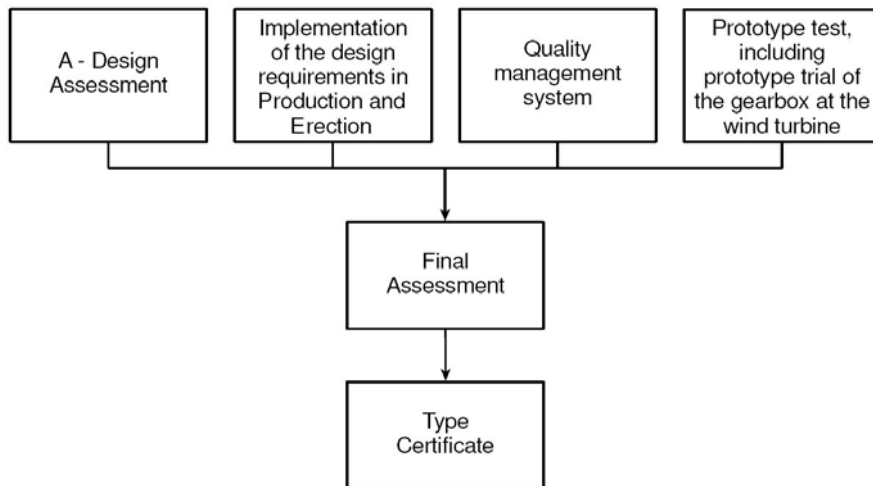 A - Design
Assessment
Implementation
of the design
requirements in
Production and
Erection
Quality
management
system
Prototype test,
including
prototype trial of
the gearbox at the
wind turbine
Final
Assessment
Type
Certificate